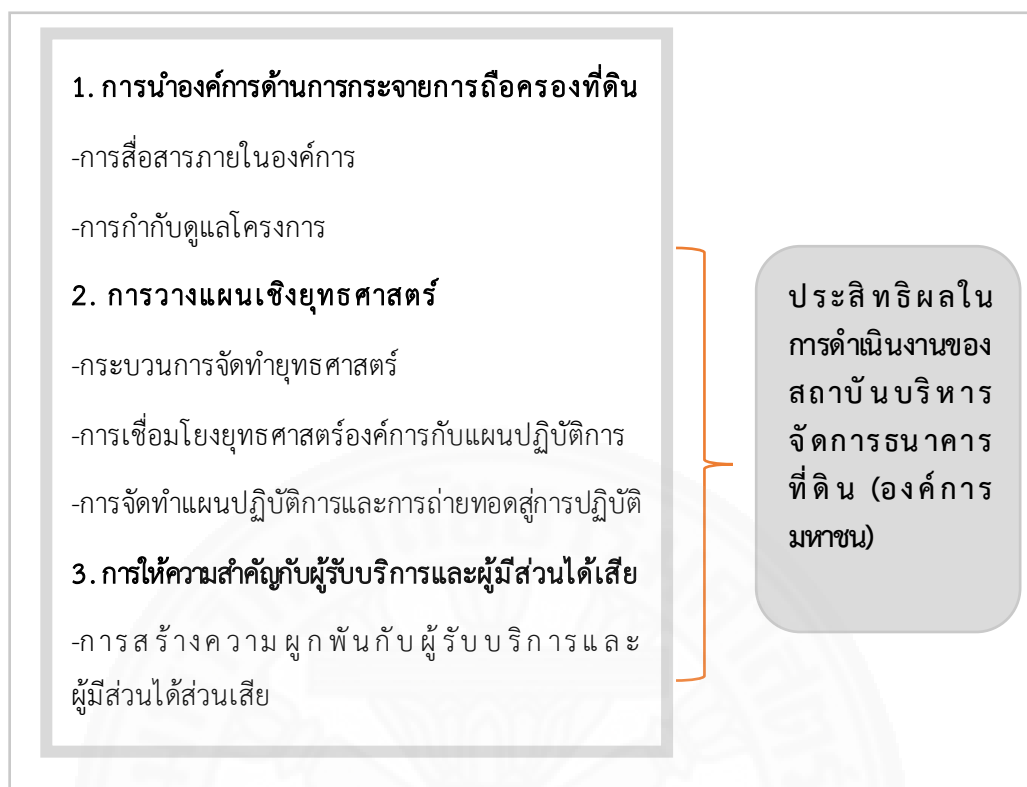 1. การนำองค์การด้านการกระจายการถือครองที่ดิน
-การสื่อสารภายในองค์การ
-การกำกับดูแลโครงการ
2. การวางแผนเชิงยุทธศาสตร์
-กระบวนการจัดทำยุทธศาสตร์
-การเชื่อมโยงยุทธศาสตร์องค์การกับแผนปฏิบัติการ
-การจัดทำแผนปฏิบัติการและการถ่ายทอดสู่การปฏิบัติ
3. การให้ความสำคัญกับผู้รับบริการและผู้มีส่วนได้เสีย
-การสร้างความผูกพันกับผู้รับบริการและ
ผู้มีส่วนได้ส่วนเสีย
ประสิทธิผลใน
การดำเนินงานของ
สถาบันบริหาร
จัดการธนาคาร
ที่ดิน (องค์การ
มหาชน)